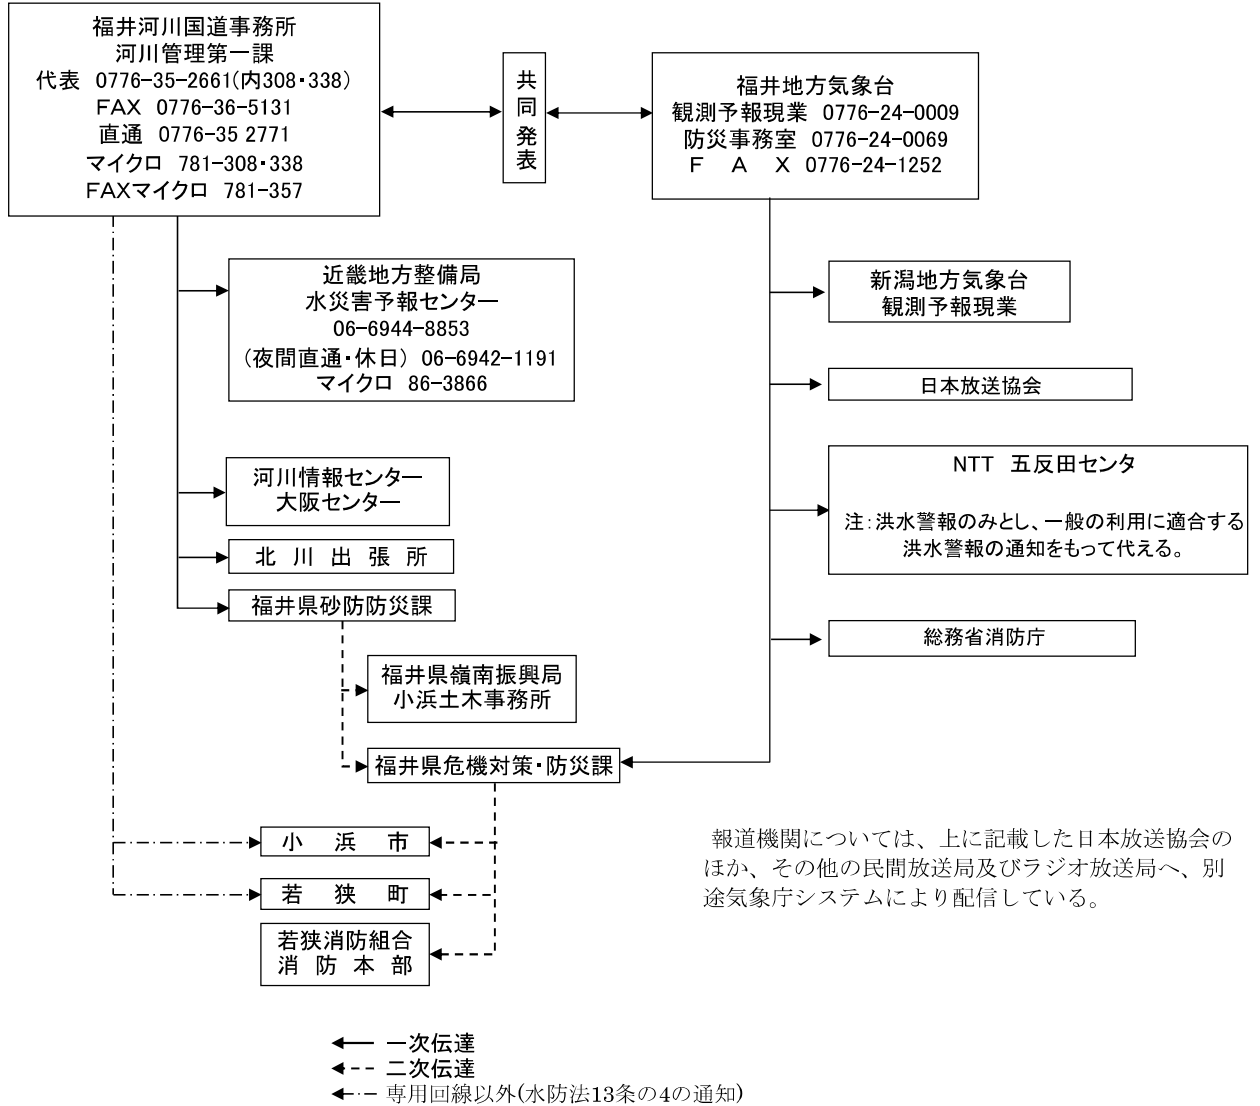 福井河川国道事務所
河川管理第一課
代表 0776-35-2661(内308・338)
FAX 0776-36-5131
直通 0776-35 2771
マイクロ 781-308・338
FAXマイクロ 781-357
共同発表
福井地方気象台
観測予報現業 0776-24-0009
防災事務室 0776-24-0069
F A X 0776-24-1252
近畿地方整備局
水災害予報センター
06-6944-8853
(夜間直通・休日) 06-6942-1191
マイクロ 86-3866
新潟地方気象台
観測予報現業
日本放送協会
河川情報センター
大阪センター
NTT 五反田センタ
注:洪水警報のみとし、一般の利用に適合する
洪水警報の通知をもって代える。
北川出張所
福井県砂防防災課
総務省消防庁
福井県嶺南振興局
小浜土木事務所
福井県危機対策・防災課
小浜市
若狭町
若狭消防組合
消防本部
報道機関については、上に記載した日本放送協会の
ほか、その他の民間放送局及びラジオ放送局へ、別
途気象庁システムにより配信している。
一次伝達
二次伝達
専用回線以外(水防法13条の4の通知)